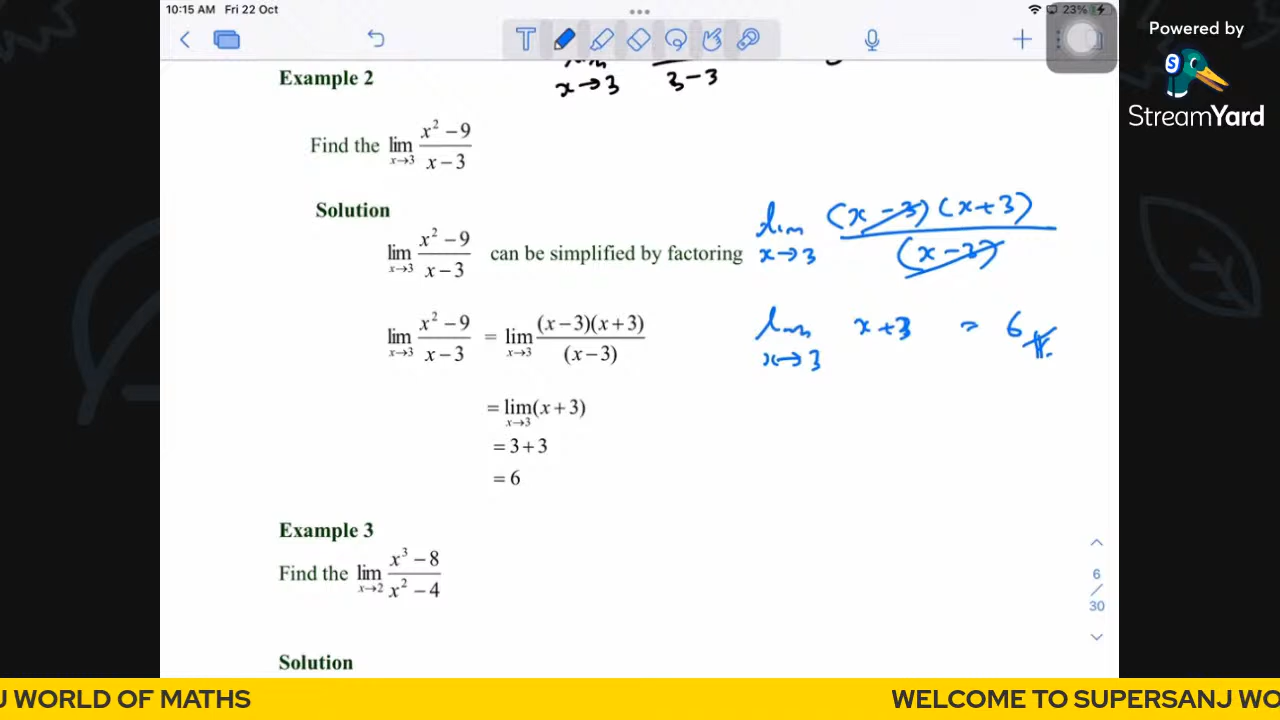 10:15 AM Fri 22 Oct
23%
Powered by
StreamYard
x→3 3-3
Example 2
Find the lim x→3 (x² − 9)/(x − 3)
Solution
lim x→3 (x² − 9)/(x − 3) can be simplified by factoring
lim x→3 (x-3)(x+3)/(x-3)
lim x→3 (x² − 9)/(x − 3) = lim x→3 (x − 3)(x + 3)/(x − 3)
lim x→3 x+3 = 6
= lim x→3 (x + 3)
= 3 + 3
= 6
Example 3
Find the lim x→2 (x³ − 8)/(x² − 4)
Solution
6
/
30
J WORLD OF MATHS
WELCOME TO SUPERSANJ WO